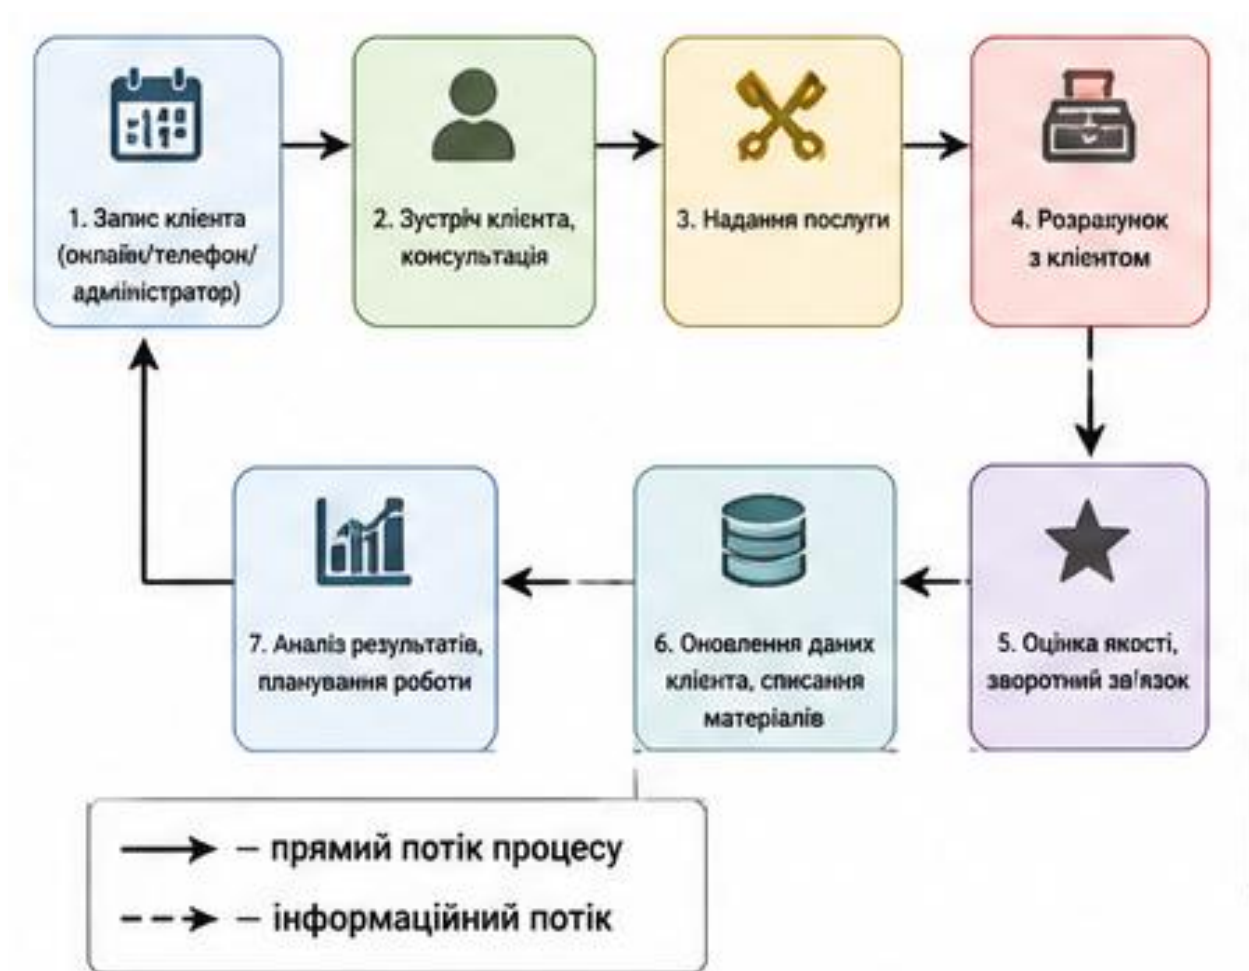 1. Запис клієнта
(онлайн/телефон/
адміністратор)
2. Зустріч клієнта,
консультація
3. Надання послуги
4. Розрахунок
з клієнтом
7. Аналіз результатів,
планування роботи
6. Оновлення даних
клієнта, списання
матеріалів
5. Оцінка якості,
зворотний зв'язок
– прямий потік процесу
– інформаційний потік